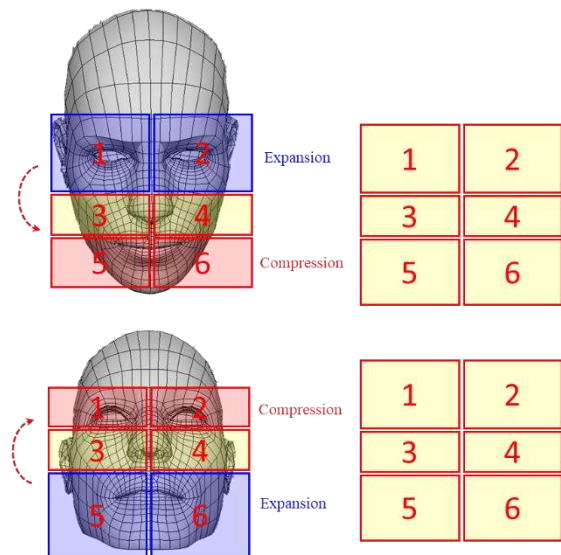 1 2 Expansion 1 2
3 4 3 4
5 6 Compression 5 6
1 2 Compression 1 2
3 4 3 4
5 6 Expansion 5 6